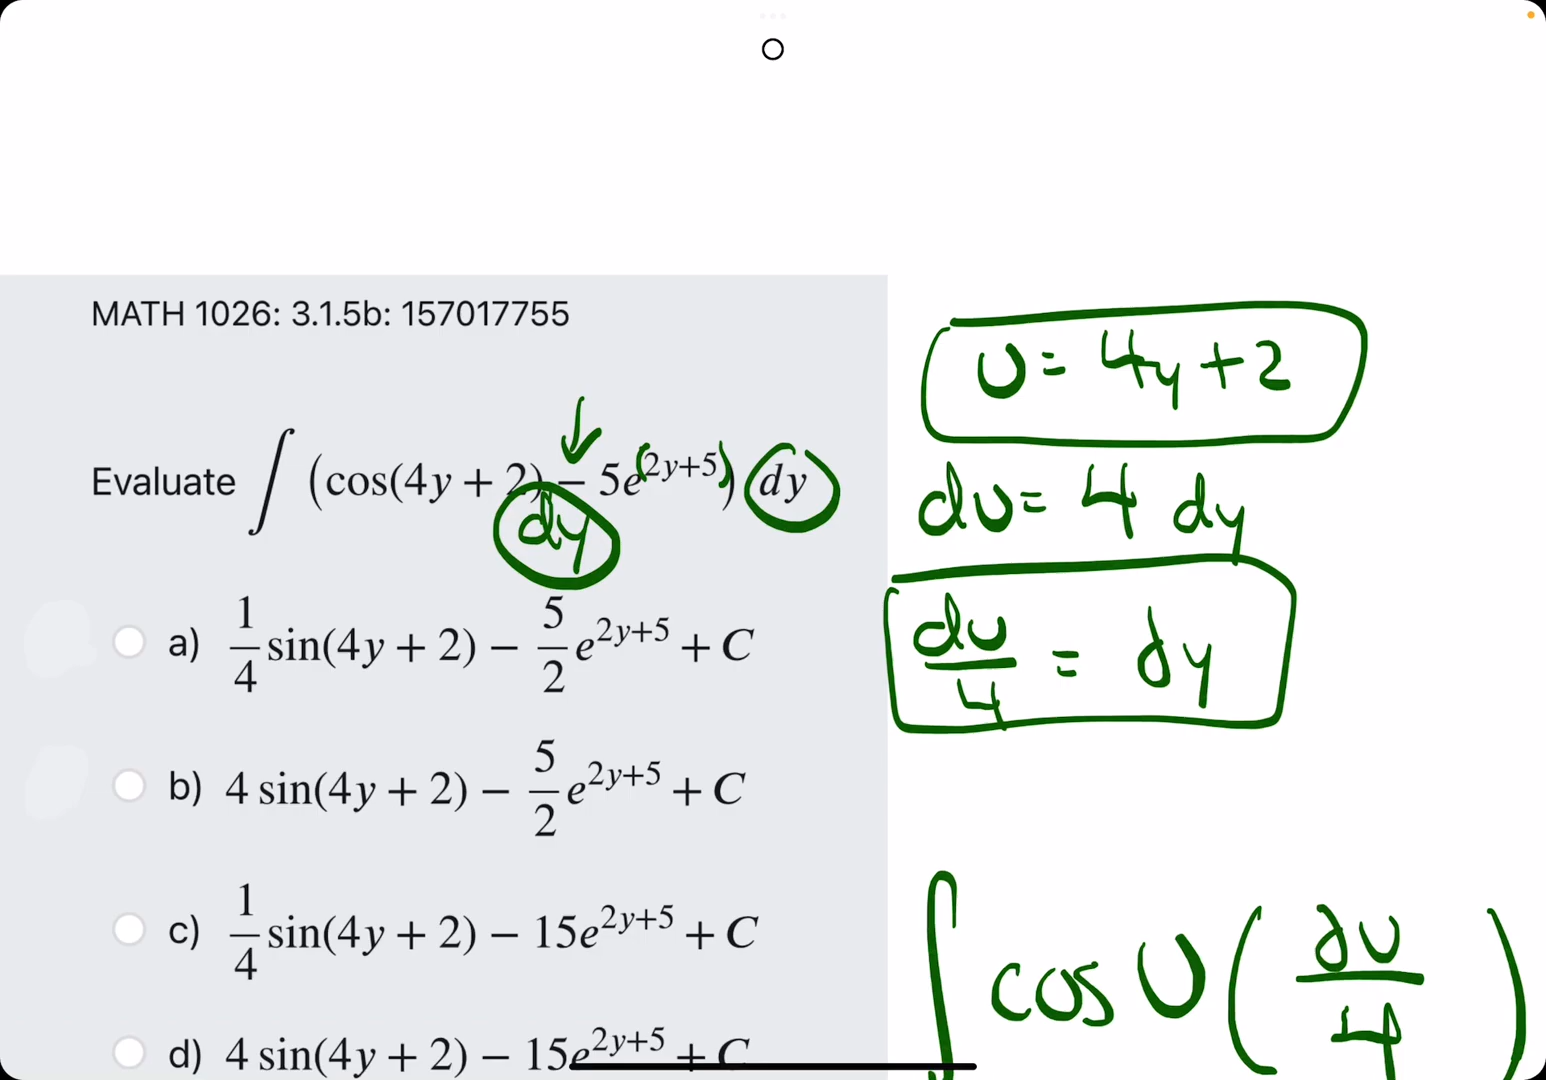 MATH 1026: 3.1.5b: 157017755
Evaluate ∫ (cos(4y + 2) − 5e^(2y+5)) dy
dy
a) 1/4 sin(4y + 2) − 5/2 e^{2y+5} + C
b) 4 sin(4y + 2) − 5/2 e^{2y+5} + C
c) 1/4 sin(4y + 2) − 15e^{2y+5} + C
d) 4 sin(4y + 2) − 15e^{2y+5} + C
u = 4y + 2
du = 4 dy
du/4 = dy
∫ cos u (du/4)